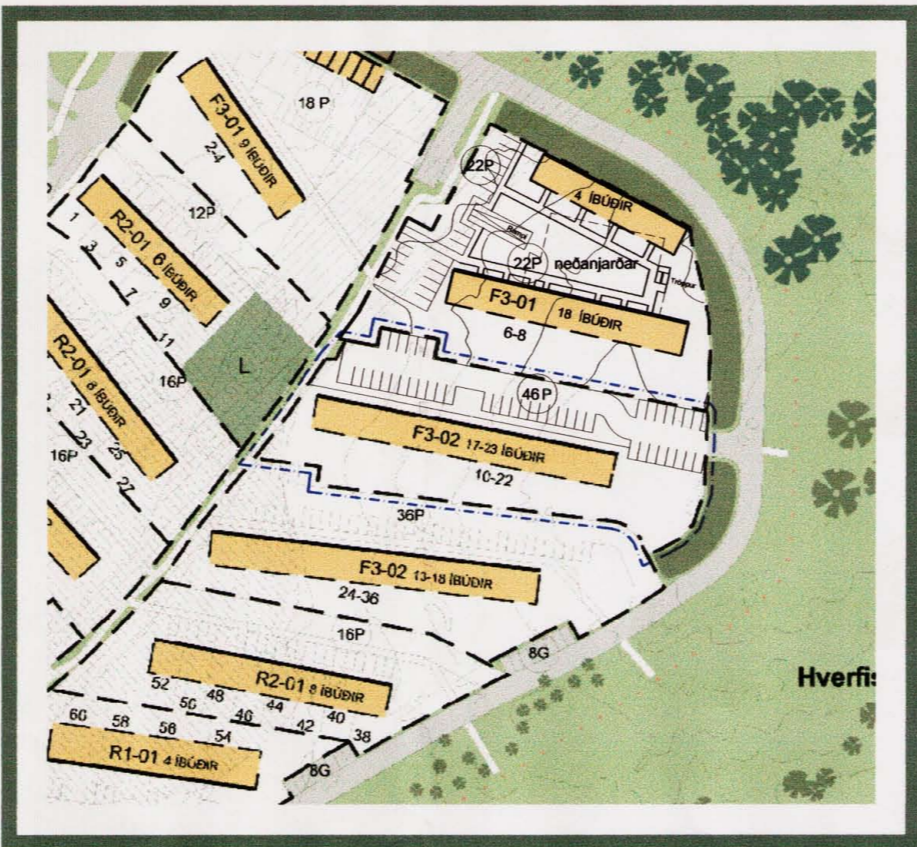 18 P
F3-01 9 ÍBÚÐIR
2-4
12P
22P
4 ÍBÚÐIR
22P neðanjarðar
F3-01 18 ÍBÚÐIR
6-8
R2-01 6 ÍBÚÐIR
1
3
5
7
9
11
16P
L
R2-01 8 ÍBÚÐIR
21
23
25
27
16P
46P
F3-02 17-23 ÍBÚÐIR
10-22
36P
F3-02 13-18 ÍBÚÐIR
24-36
16P
8G
R2-01 8 ÍBÚÐIR
52
50
48
46
44
42
40
38
60
58
56
54
R1-01 4 ÍBÚÐIR
8G